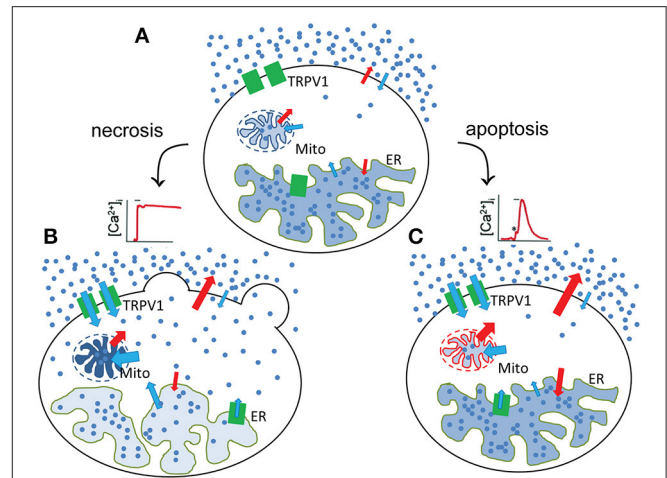 A
TRPV1
necrosis
apoptosis
Mito
ER
[Ca²⁺]i
[Ca²⁺]i
*
B
C
TRPV1
TRPV1
Mito
Mito
ER
ER